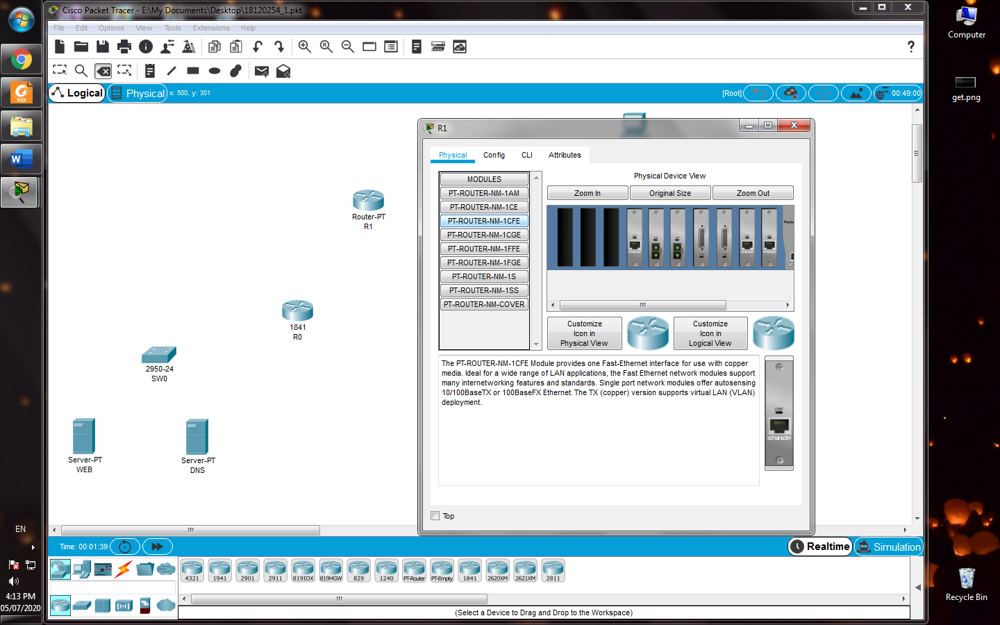 Cisco Packet Tracer - E:\My Documents\Desktop\18120254_1.pkt
File Edit Options View Tools Extensions Help
?
Logical Physical x: 500, y: 301 [Root] 00:49:00
Router-PT
R1
1841
R0
2950-24
SW0
Server-PT
WEB
Server-PT
DNS
R1
Physical Config CLI Attributes
MODULES
PT-ROUTER-NM-1AM
PT-ROUTER-NM-1CE
PT-ROUTER-NM-1CFE
PT-ROUTER-NM-1CGE
PT-ROUTER-NM-1FFE
PT-ROUTER-NM-1FGE
PT-ROUTER-NM-1S
PT-ROUTER-NM-1SS
PT-ROUTER-NM-COVER
Physical Device View
Zoom In Original Size Zoom Out
Customize
Icon in
Physical View
Customize
Icon in
Logical View
The PT-ROUTER-NM-1CFE Module provides one Fast-Ethernet interface for use with copper
media. Ideal for a wide range of LAN applications, the Fast Ethernet network modules support
many internetworking features and standards. Single port network modules offer autosensing
10/100BaseTX or 100BaseFX Ethernet. The TX (copper) version supports virtual LAN (VLAN)
deployment.
LINK
Top
Time: 00:01:39
Realtime Simulation
4321 1941 2901 2911 819IOX 819HGW 829 1240 PT-Router PT-Empty 1841 2620XM 2621XM 2811
(Select a Device to Drag and Drop to the Workspace)
PDF
W
EN
4:13 PM
05/07/2020
Computer
get.png
Recycle Bin